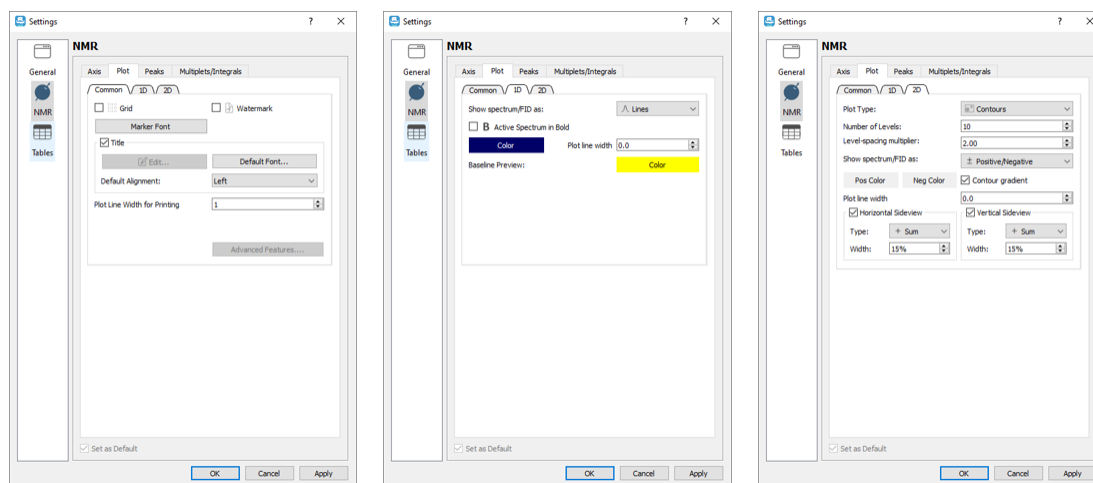 Settings ? ×
NMR
General
NMR
Tables
Axis Plot Peaks Multiplets/Integrals
Common 1D 2D
Grid Watermark
Marker Font
Title
Edit... Default Font...
Default Alignment: Left
Plot Line Width for Printing 1
Advanced Features....
Set as Default
OK Cancel Apply
Settings ? ×
NMR
General
NMR
Tables
Axis Plot Peaks Multiplets/Integrals
Common 1D 2D
Show spectrum/FID as: Lines
B Active Spectrum in Bold
Color Plot line width 0.0
Baseline Preview: Color
Set as Default
OK Cancel Apply
Settings ? ×
NMR
General
NMR
Tables
Axis Plot Peaks Multiplets/Integrals
Common 1D 2D
Plot Type: Contours
Number of Levels: 10
Level-spacing multiplier: 2.00
Show spectrum/FID as: ± Positive/Negative
Pos Color Neg Color Contour gradient
Plot line width 0.0
Horizontal Sideview Vertical Sideview
Type: + Sum Type: + Sum
Width: 15% Width: 15%
Set as Default
OK Cancel Apply